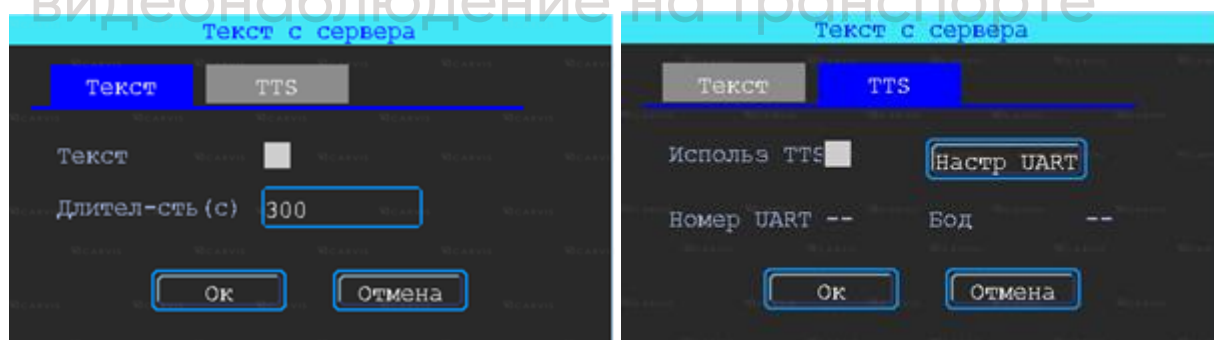 видеонаблюдение на транспорте
Текст с сервера
Текст TTS
Текст
Длител-сть(с) 300
Ок Отмена
Текст с сервера
Текст TTS
Использ TTS Настр UART
Номер UART -- Бод --
Ок Отмена